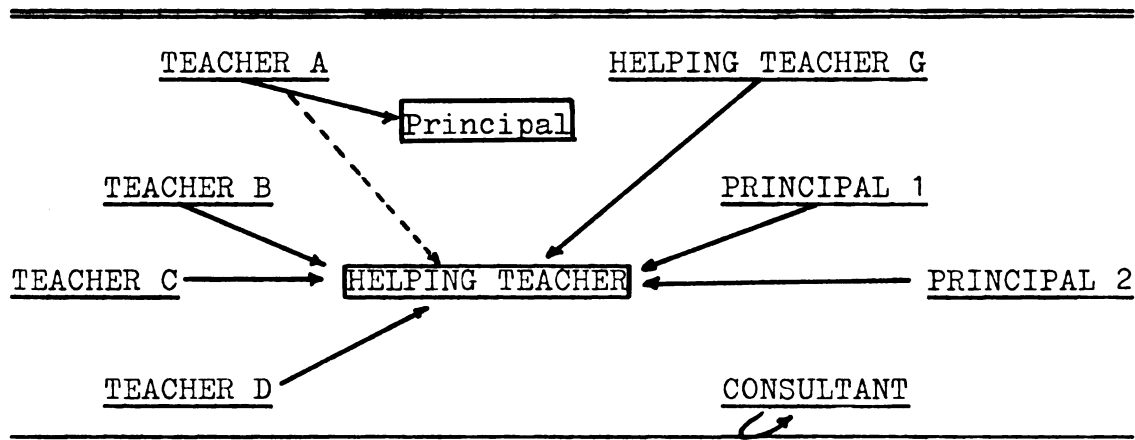 TEACHER A
HELPING TEACHER G
Principal
TEACHER B
PRINCIPAL 1
TEACHER C
HELPING TEACHER
PRINCIPAL 2
TEACHER D
CONSULTANT